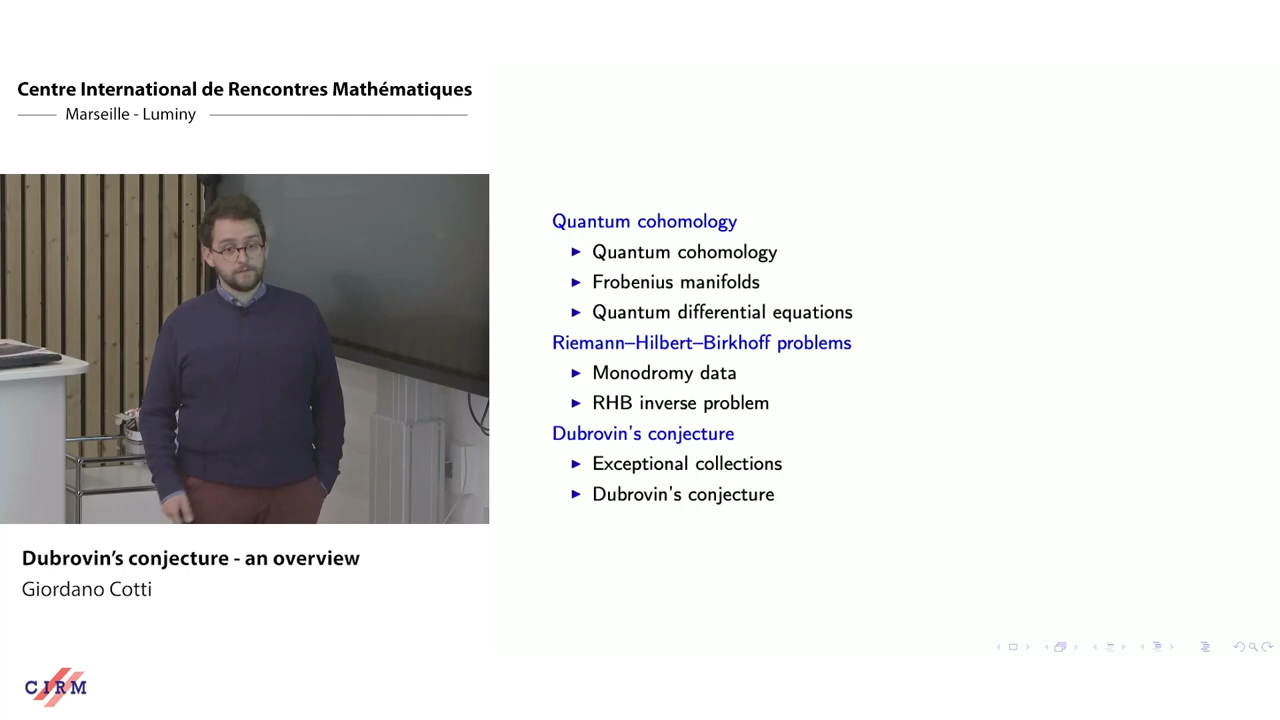 Centre International de Rencontres Mathématiques
Marseille - Luminy
Quantum cohomology
Quantum cohomology
Frobenius manifolds
Quantum differential equations
Riemann–Hilbert–Birkhoff problems
Monodromy data
RHB inverse problem
Dubrovin's conjecture
Exceptional collections
Dubrovin's conjecture
Dubrovin's conjecture - an overview
Giordano Cotti
CIRM